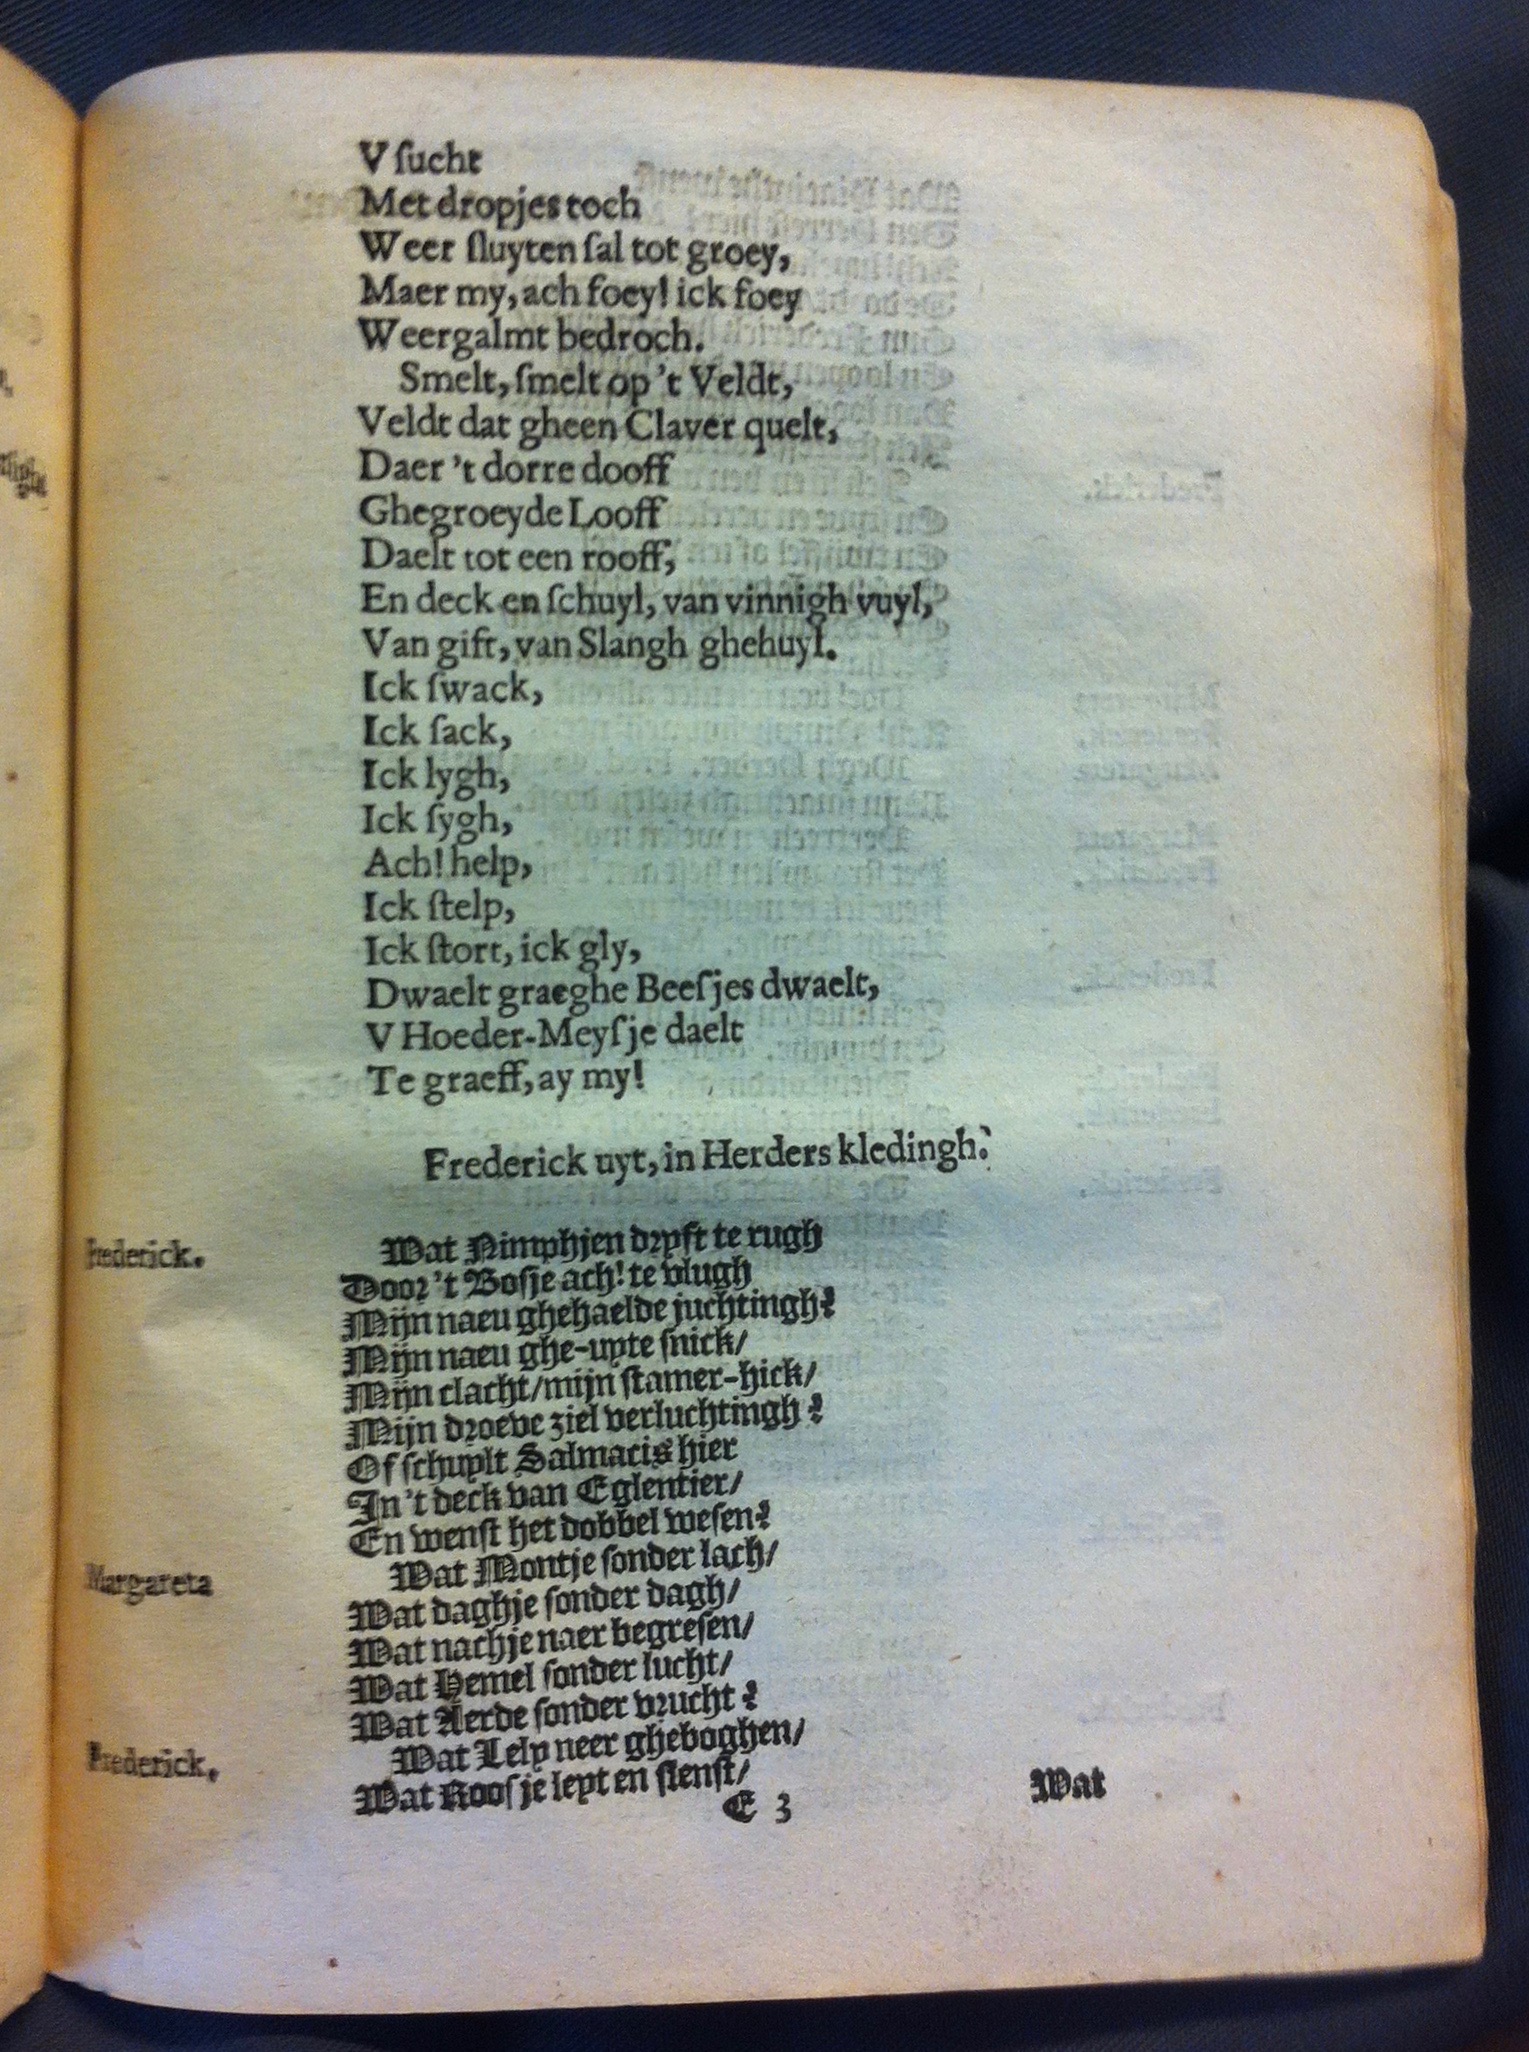 V ſucht
Met dropjes toch
Weer ſluyten ſal tot groey,
Maer my, ach foey! ick foey
Weergalmt bedroch.
Smelt, ſmelt op 't Veldt,
Veldt dat gheen Claver quelt,
Daer 't dorre dooff
Ghegroeyde Looff
Daelt tot een rooff,
En deck en ſchuyl, van vinnigh vuyl,
Van gift, van Slangh ghehuyl.
Ick ſwack,
Ick ſack,
Ick lygh,
Ick ſygh,
Ach! help,
Ick ſtelp,
Ick ſtort, ick gly,
Dwaelt graeghe Beeſjes dwaelt,
V Hoeder-Meyſje daelt
Te graeff, ay my!
Frederick uyt, in Herders kledingh.
Frederick. Wat Nimphjen dryft te rugh
Door 't Bosje ach! te vlugh
Mijn naeu ghehaelde juchtingh?
Mijn naeu ghe-uyte ſnick/
Mijn clacht/mijn ſtamer-hick/
Mijn droeve ziel verluchtingh?
Of ſchuylt Salmacis hier
In 't deck van Eglentier/
En wenſt het dobbel weſen?
Margareta Wat Montje ſonder lach/
Wat daghje ſonder dagh/
Wat nachje naer begreſen/
Wat Hemel ſonder lucht/
Wat Aerde ſonder vrucht?
Frederick. Wat Lely neer gheboghen/
Wat Roosſje leyt en ſlenſt/
E 3
Wat